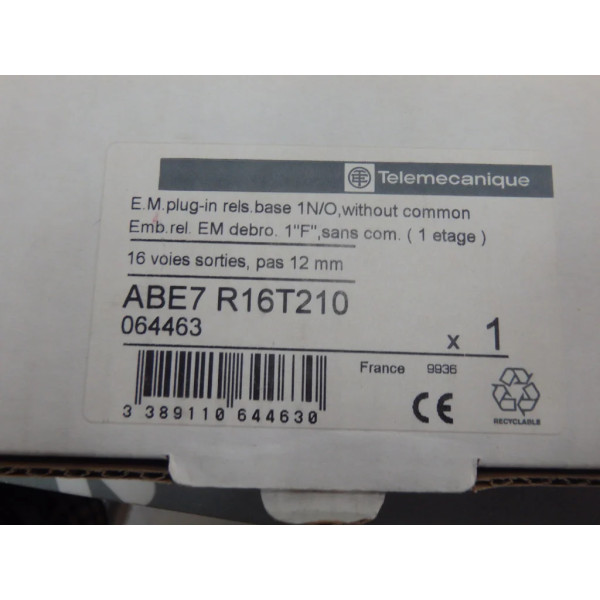 Telemecanique
E.M.plug-in rels.base 1N/O,without common
Emb.rel. EM debro. 1"F",sans com. ( 1 etage )
16 voies sorties, pas 12 mm
ABE7 R16T210
064463
x 1
France 9936
3 389110 644630
CE
RECYCLABLE